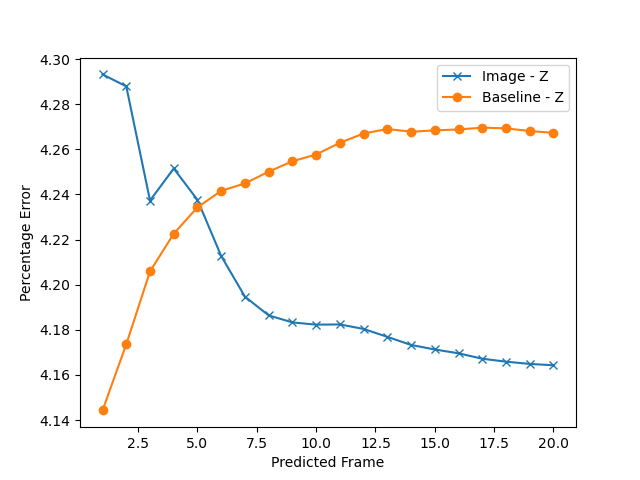 4.30
4.28
4.26
4.24
4.22
4.20
4.18
4.16
4.14
Percentage Error
Image - Z
Baseline - Z
2.5 5.0 7.5 10.0 12.5 15.0 17.5 20.0
Predicted Frame